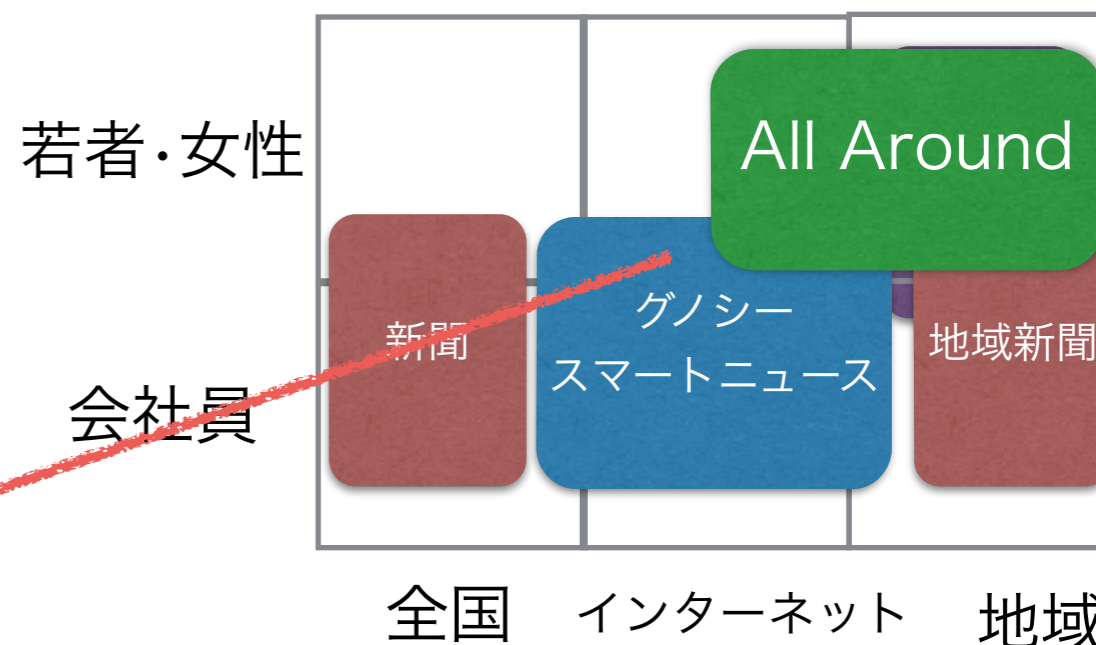 All Around
若者・女性
グノシー
スマートニュース
新聞
地域新聞
会社員
全国
インターネット
地域